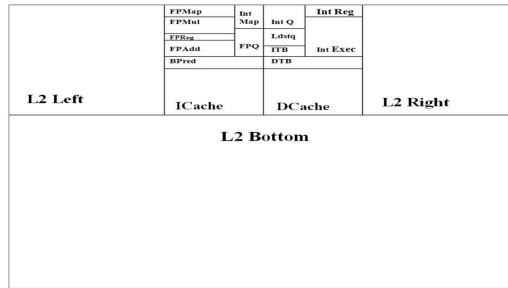 FPMap
Int
Map
Int Reg
FPMul
Int Q
FPReg
Ldstq
FPAdd
FPQ
ITB
Int Exec
BPred
DTB
L2 Left
ICache
DCache
L2 Right
L2 Bottom